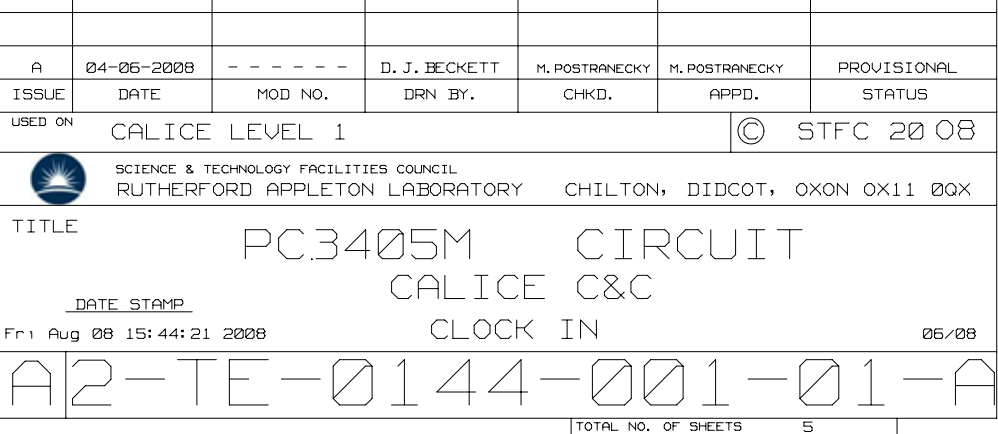 A 04-06-2008 - - - - - - D.J.BECKETT M. POSTRANECKY M. POSTRANECKY PROVISIONAL
ISSUE DATE MOD NO. DRN BY. CHKD. APPD. STATUS
USED ON CALICE LEVEL 1 © STFC 2008
SCIENCE & TECHNOLOGY FACILITIES COUNCIL
RUTHERFORD APPLETON LABORATORY CHILTON, DIDCOT, OXON OX11 0QX
TITLE
PC3405M CIRCUIT
CALICE C&C
DATE STAMP
Fri Aug 08 15:44:21 2008 CLOCK IN 06/08
A2-TE-0144-001-01-A
TOTAL NO. OF SHEETS 5